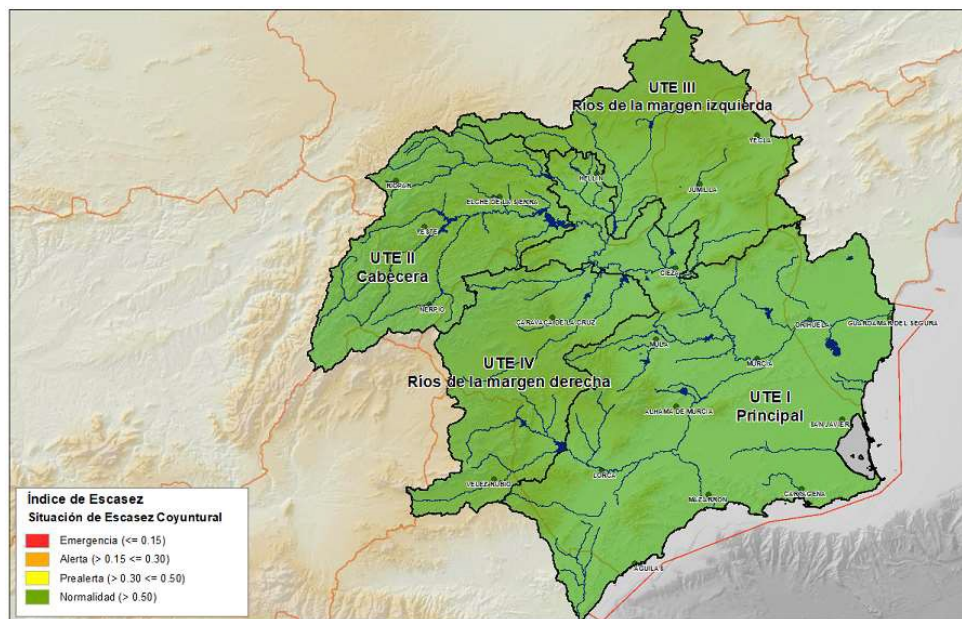 UTE III
Ríos de la margen izquierda
YECLA
HELLIN
RIOPAR
JUMILLA
ELCHE DE LA SIERRA
YESTE
UTE II
Cabecera
CIEZA
NERPIO
CARAVACA DE LA CRUZ
ORIHUELA
GUARDAMAR DEL SEGURA
MULA
MURCIA
UTE IV
Ríos de la margen derecha
UTE I
Principal
ALHAMA DE MURCIA
SAN JAVIER
LORCA
VELEZ RUBIO
MAZARRON
CARTAGENA
AGUILAS
Índice de Escasez
Situación de Escasez Coyuntural
Emergencia (<= 0.15)
Alerta (> 0.15 <= 0.30)
Prealerta (> 0.30 <= 0.50)
Normalidad (> 0.50)